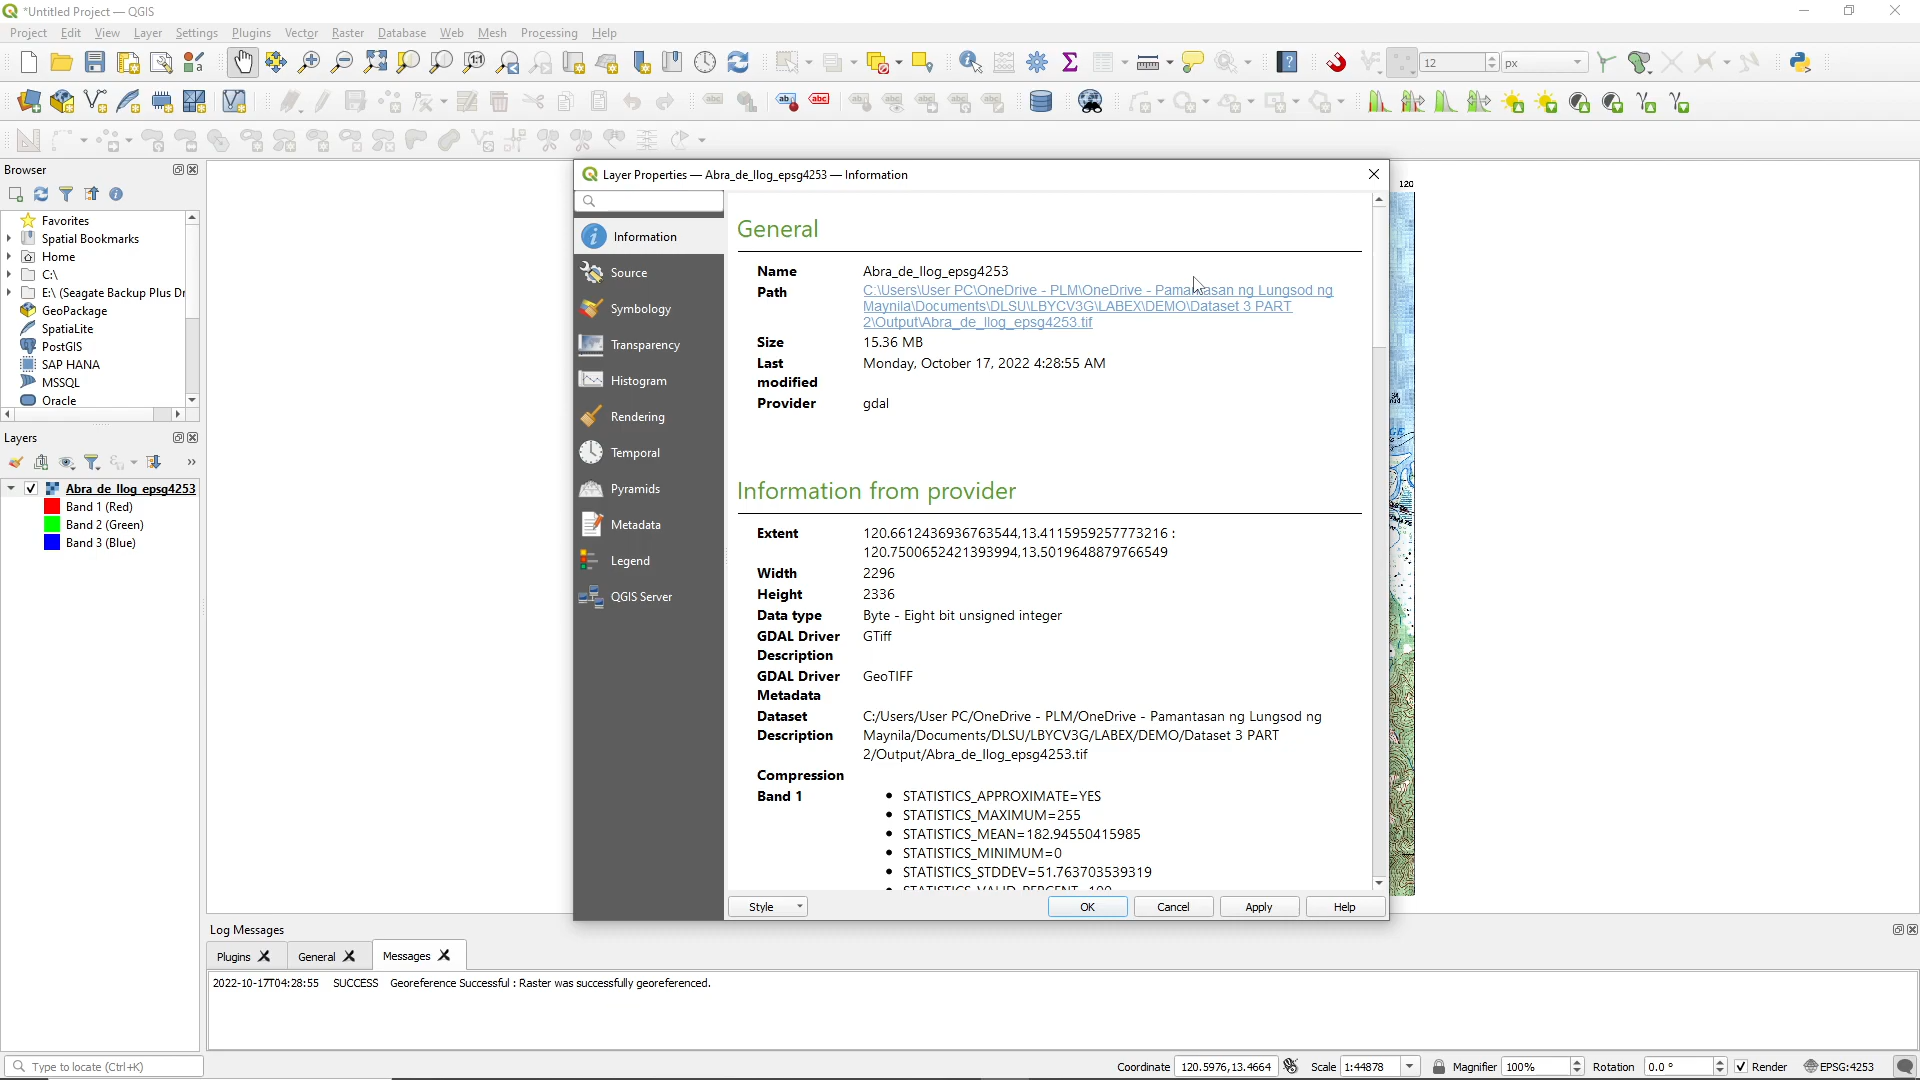 *Untitled Project — QGIS
Project Edit View Layer Settings Plugins Vector Raster Database Web Mesh Processing Help
12 px
Browser
Favorites
Spatial Bookmarks
Home
C:\
E:\ (Seagate Backup Plus Dr
GeoPackage
SpatiaLite
PostGIS
SAP HANA
MSSQL
Oracle
Layers
Abra_de_Ilog_epsg4253
Band 1 (Red)
Band 2 (Green)
Band 3 (Blue)
Layer Properties — Abra_de_Ilog_epsg4253 — Information
Information
Source
Symbology
Transparency
Histogram
Rendering
Temporal
Pyramids
Metadata
Legend
QGIS Server
General
Name Abra_de_Ilog_epsg4253
Path C:\Users\User PC\OneDrive - PLM\OneDrive - Pamantasan ng Lungsod ng
Maynila\Documents\DLSU\LBYCV3G\LABEX\DEMO\Dataset 3 PART
2\Output\Abra_de_Ilog_epsg4253.tif
Size 15.36 MB
Last Monday, October 17, 2022 4:28:55 AM
modified
Provider gdal
Information from provider
Extent 120.6612436936763544,13.4115959257773216 :
120.7500652421393994,13.5019648879766549
Width 2296
Height 2336
Data type Byte - Eight bit unsigned integer
GDAL Driver GTiff
Description
GDAL Driver GeoTIFF
Metadata
Dataset C:/Users/User PC/OneDrive - PLM/OneDrive - Pamantasan ng Lungsod ng
Description Maynila/Documents/DLSU/LBYCV3G/LABEX/DEMO/Dataset 3 PART
2/Output/Abra_de_Ilog_epsg4253.tif
Compression
Band 1 • STATISTICS_APPROXIMATE=YES
• STATISTICS_MAXIMUM=255
• STATISTICS_MEAN=182.94550415985
• STATISTICS_MINIMUM=0
• STATISTICS_STDDEV=51.763703539319
• STATISTICS_VALID_PERCENT=100
Style OK Cancel Apply Help
120
Log Messages
Plugins General Messages
2022-10-17T04:28:55 SUCCESS Georeference Successful : Raster was successfully georeferenced.
Type to locate (Ctrl+K) Coordinate 120.5976,13.4664 Scale 1:44878 Magnifier 100% Rotation 0.0 ° Render EPSG:4253